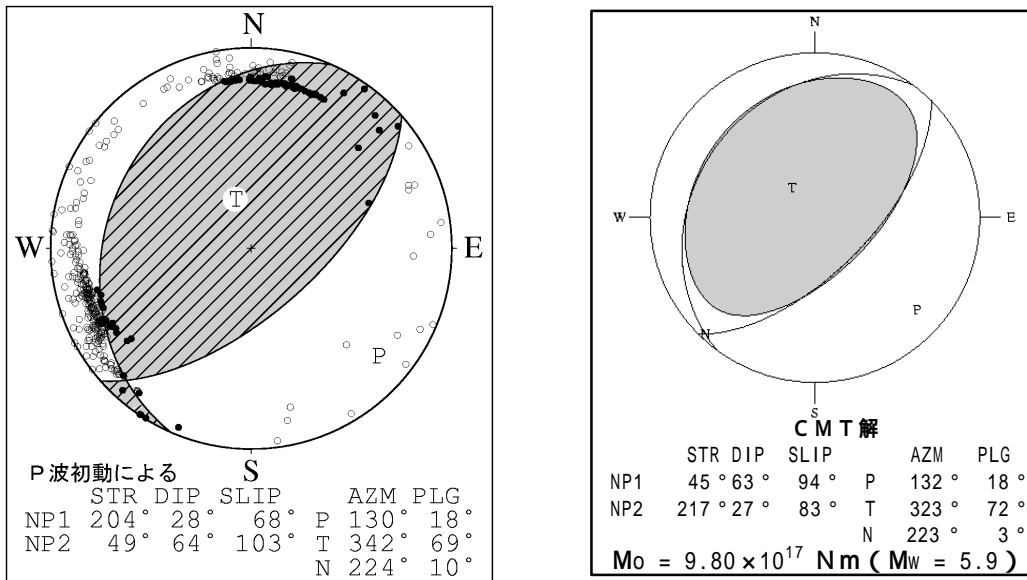 N
T
W
E
P
S
P波初動による
STR DIP SLIP AZM PLG
NP1 204° 28° 68° P 130° 18°
NP2 49° 64° 103° T 342° 69°
N 224° 10°
N
T
W
E
P
N
S
CMT解
STR DIP SLIP AZM PLG
NP1 45° 63° 94° P 132° 18°
NP2 217° 27° 83° T 323° 72°
N 223° 3°
Mo = 9.80×10¹⁷ Nm ( Mw = 5.9 )